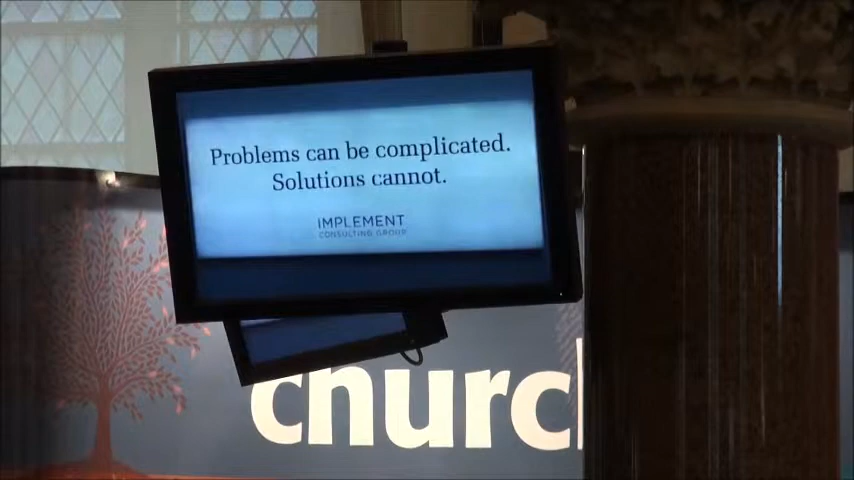 Problems can be complicated.
Solutions cannot.
IMPLEMENT
CONSULTING GROUP
church